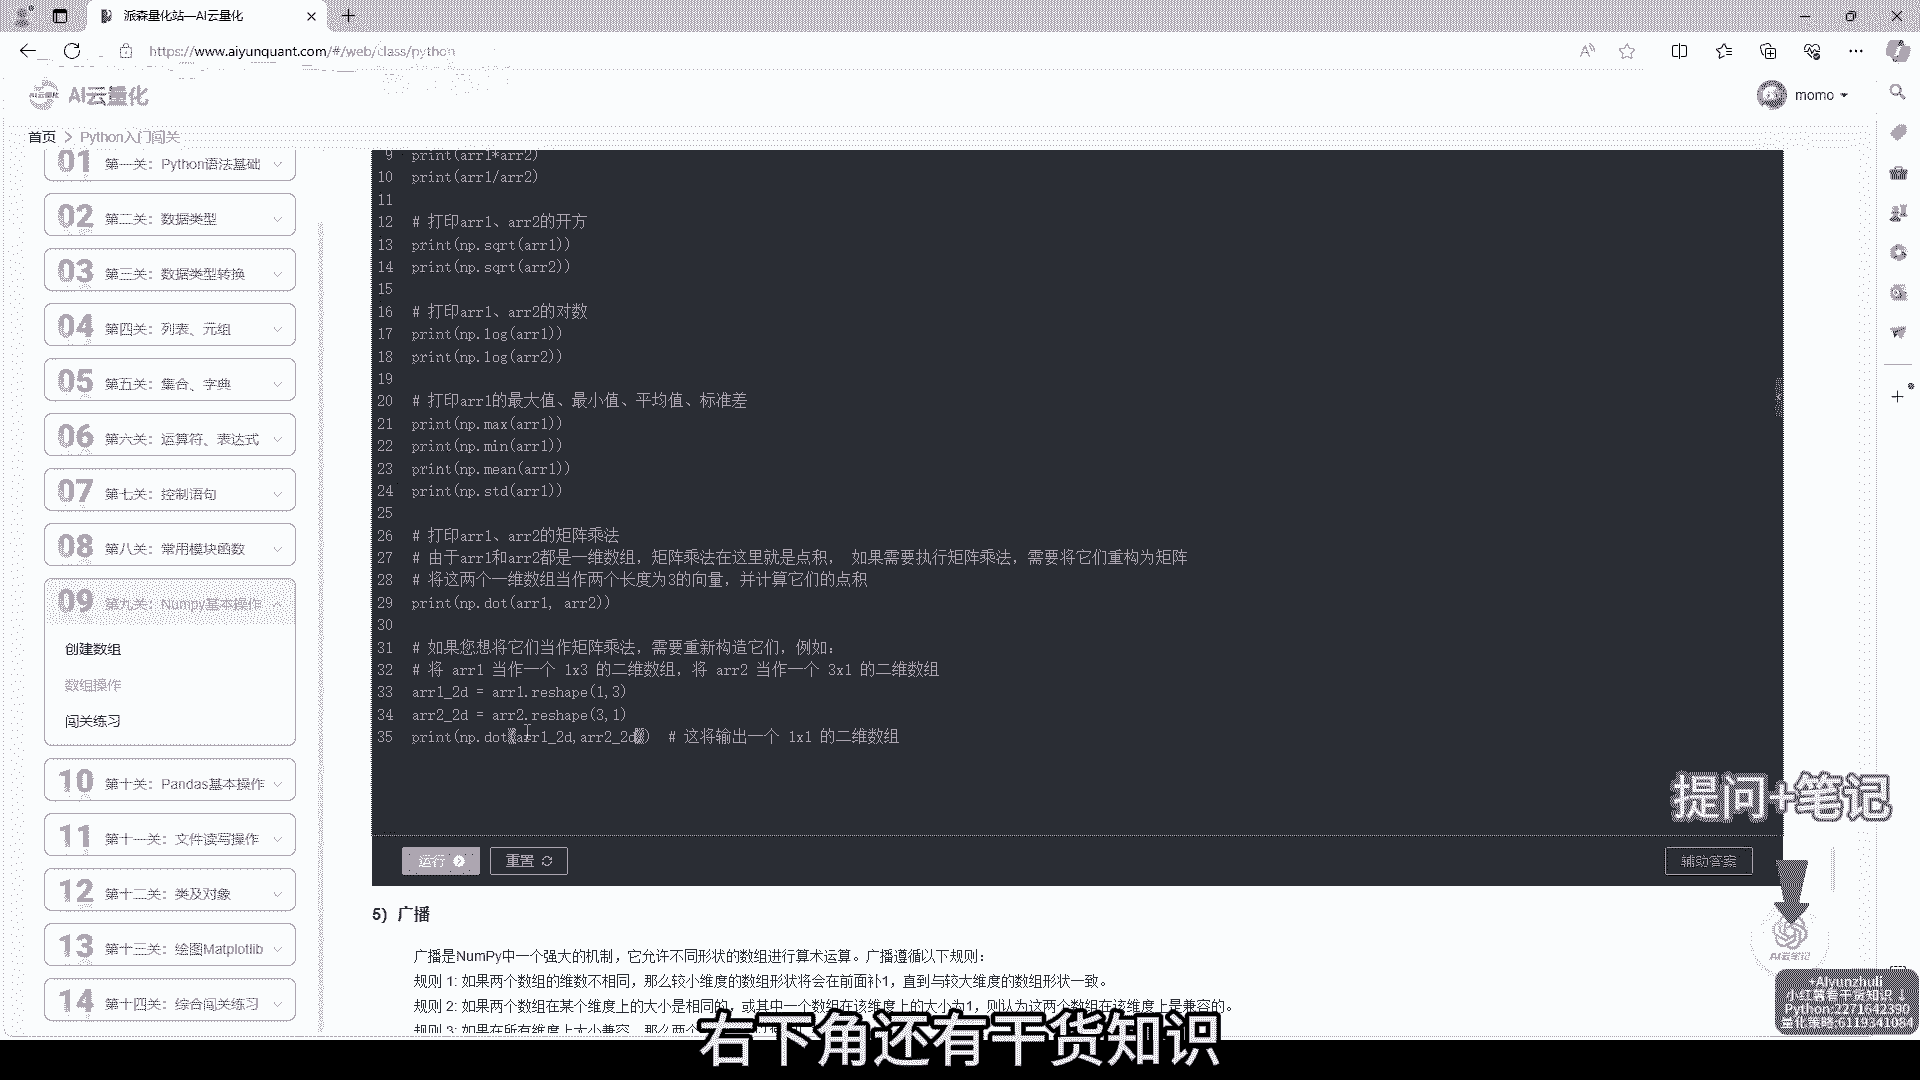 派森量化站—AI云量化
https://www.aiyunquant.com/#/web/class/python
AI云量化
momo
首页 > Python入门闯关
01 第一关：Python语法基础
02 第二关：数据类型
03 第三关：数据类型转换
04 第四关：列表、元组
05 第五关：集合、字典
06 第六关：运算符、表达式
07 第七关：控制语句
08 第八关：常用模块函数
09 第九关：Numpy基本操作
创建数组
数组操作
闯关练习
10 第十关：Pandas基本操作
11 第十一关：文件读写操作
12 第十二关：类及对象
13 第十三关：绘图Matplotlib
14 第十四关：综合闯关练习
9 print(arr1*arr2)
10 print(arr1/arr2)
11
12 # 打印arr1、arr2的开方
13 print(np.sqrt(arr1))
14 print(np.sqrt(arr2))
15
16 # 打印arr1、arr2的对数
17 print(np.log(arr1))
18 print(np.log(arr2))
19
20 # 打印arr1的最大值、最小值、平均值、标准差
21 print(np.max(arr1))
22 print(np.min(arr1))
23 print(np.mean(arr1))
24 print(np.std(arr1))
25
26 # 打印arr1、arr2的矩阵乘法
27 # 由于arr1和arr2都是一维数组，矩阵乘法在这里就是点积， 如果需要执行矩阵乘法，需要将它们重构为矩阵
28 # 将这两个一维数组当作两个长度为3的向量，并计算它们的点积
29 print(np.dot(arr1, arr2))
30
31 # 如果您想将它们当作矩阵乘法，需要重新构造它们，例如：
32 # 将 arr1 当作一个 1x3 的二维数组，将 arr2 当作一个 3x1 的二维数组
33 arr1_2d = arr1.reshape(1,3)
34 arr2_2d = arr2.reshape(3,1)
35 print(np.dot(arr1_2d,arr2_2d)) # 这将输出一个 1x1 的二维数组
运行
重置
辅助答案
提问+笔记
AI云笔记
5）广播
广播是NumPy中一个强大的机制，它允许不同形状的数组进行算术运算。广播遵循以下规则：
规则 1: 如果两个数组的维数不相同，那么较小维度的数组形状将会在前面补1，直到与较大维度的数组形状一致。
规则 2: 如果两个数组在某个维度上的大小是相同的，或其中一个数组在该维度上的大小为1，则认为这两个数组在该维度上是兼容的。
规则 3: 如果在所有维度上大小兼容，那么两个
+AIyunzhuli
Python:2271642390
量化策略:6119341084
右下角还有干货知识